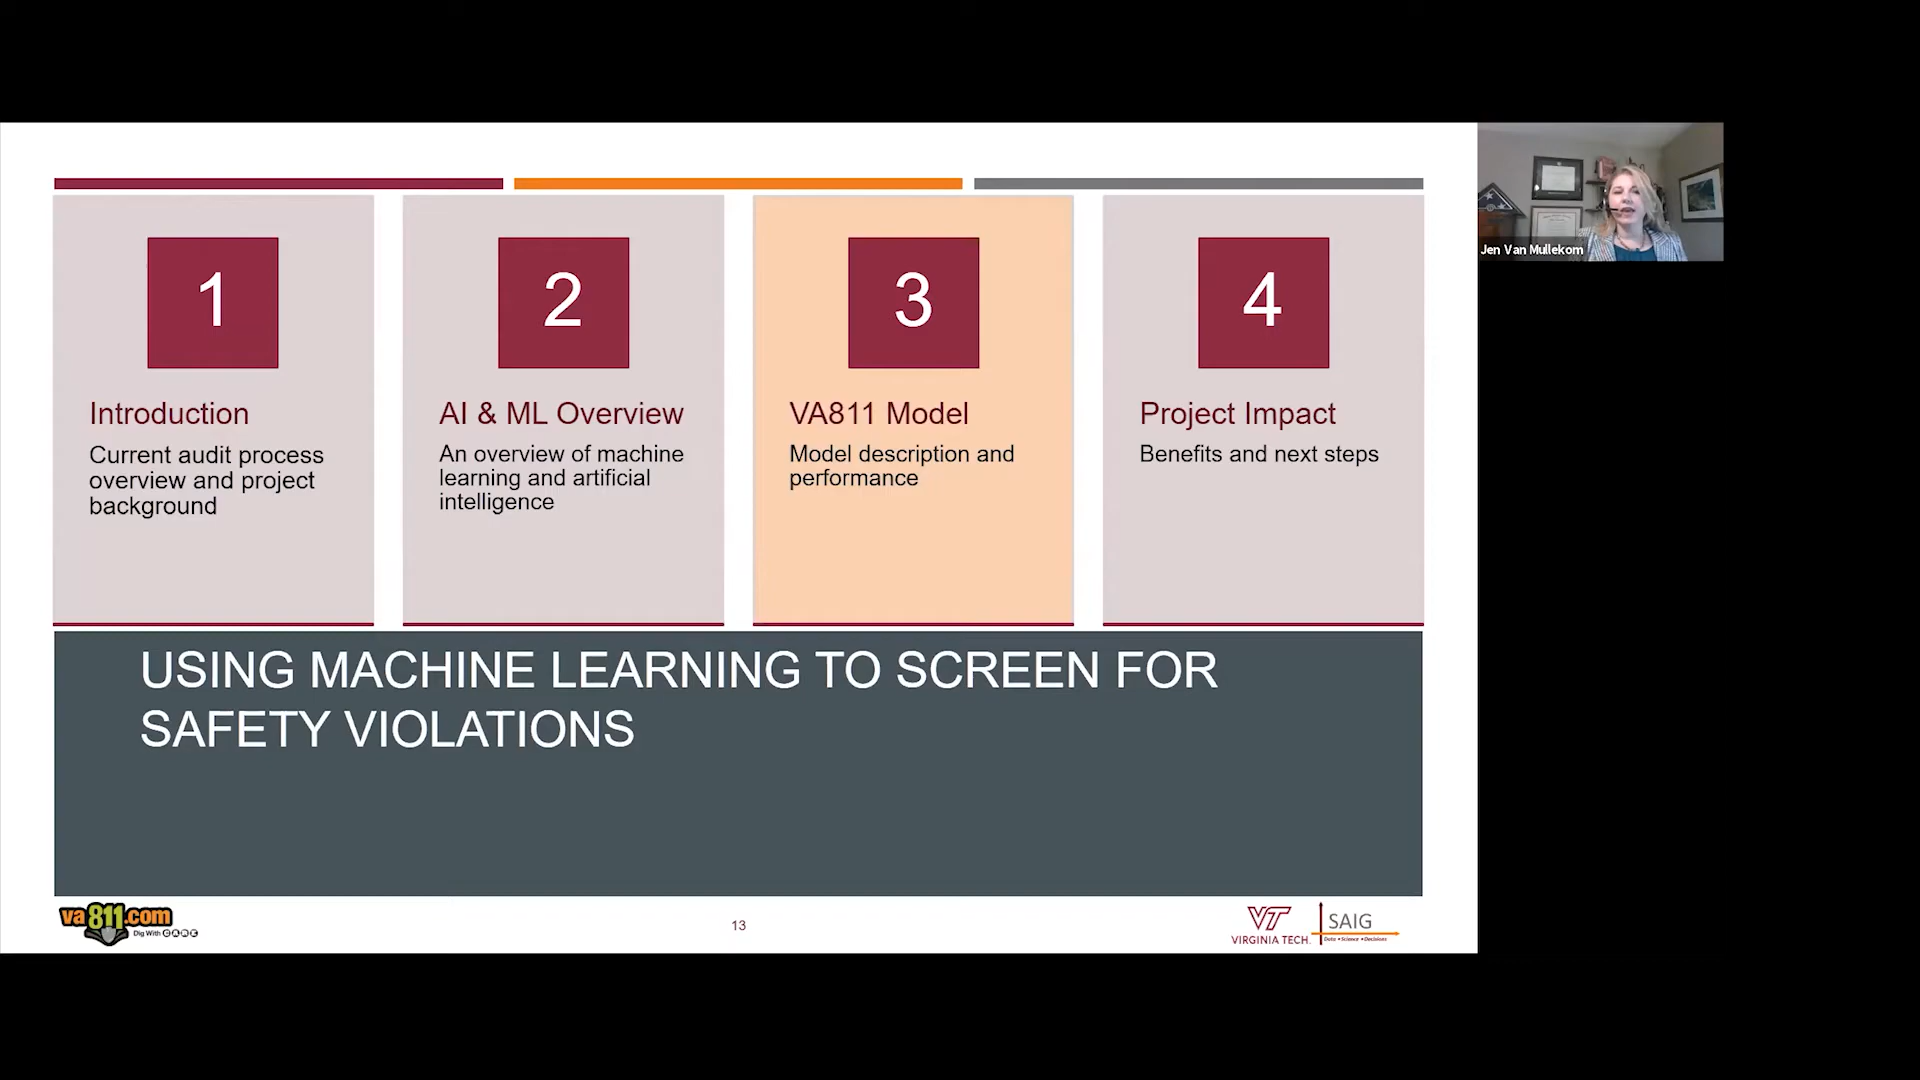 1
Introduction
Current audit process
overview and project
background
2
AI & ML Overview
An overview of machine
learning and artificial
intelligence
3
VA811 Model
Model description and
performance
4
Project Impact
Benefits and next steps
USING MACHINE LEARNING TO SCREEN FOR
SAFETY VIOLATIONS
va811.com
Dig With CARE
13
VT
VIRGINIA TECH.
SAIG
Data • Science • Decisions
Jen Van Mullekom